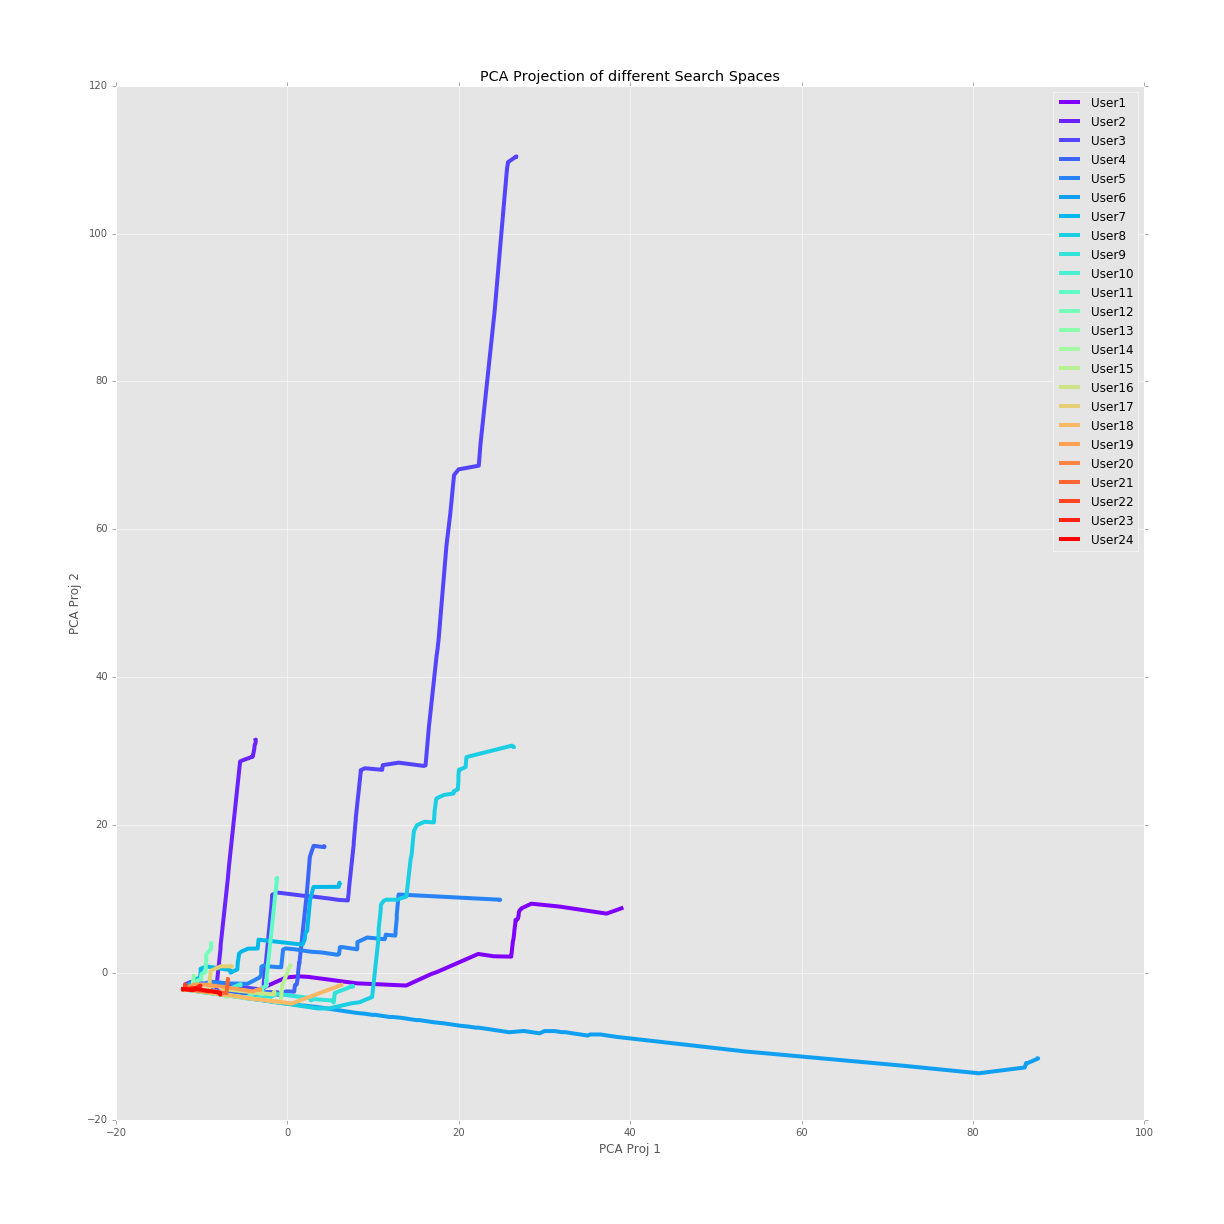 PCA Projection of different Search Spaces
120
100
80
60
40
20
0
−20
PCA Proj 2
−20
0
20
40
60
80
100
PCA Proj 1
User1
User2
User3
User4
User5
User6
User7
User8
User9
User10
User11
User12
User13
User14
User15
User16
User17
User18
User19
User20
User21
User22
User23
User24